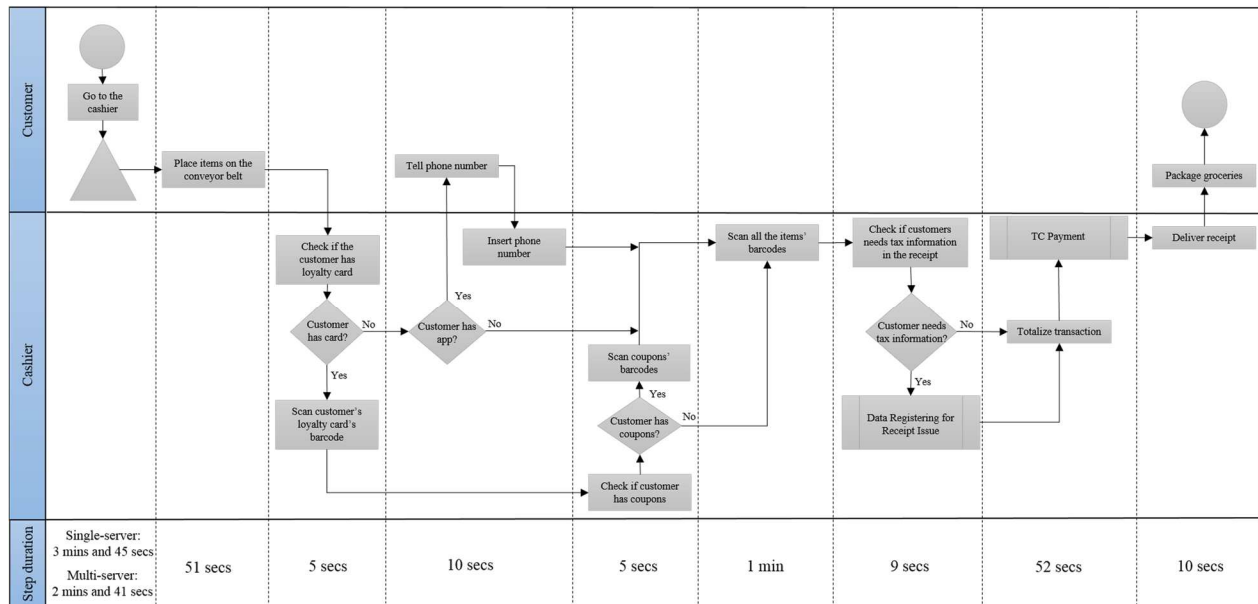 Customer
Go to the
cashier
Place items on the
conveyor belt
Tell phone number
Package groceries
Cashier
Check if the
customer has
loyalty card
Customer
has card?
No
Yes
Scan customer's
loyalty card's
barcode
Insert phone
number
Yes
Customer has
app?
No
Scan coupons'
barcodes
Yes
Customer has
coupons?
No
Check if customer
has coupons
Scan all the items'
barcodes
Check if customers
needs tax information
in the receipt
Customer needs
tax information?
No
Yes
Data Registering for
Receipt Issue
TC Payment
Totalize transaction
Deliver receipt
Step duration
Single-server:
3 mins and 45 secs
Multi-server:
2 mins and 41 secs
51 secs
5 secs
10 secs
5 secs
1 min
9 secs
52 secs
10 secs